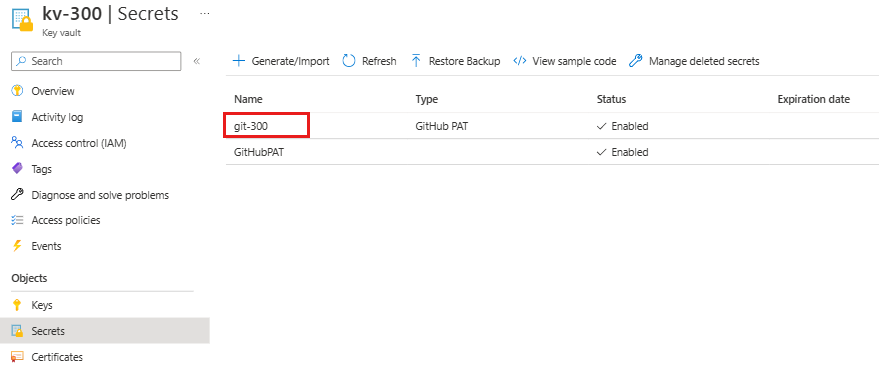 kv-300 | Secrets ...
Key vault
Search «
Generate/Import Refresh Restore Backup View sample code Manage deleted secrets
Overview
Activity log
Access control (IAM)
Tags
Diagnose and solve problems
Access policies
Events
Objects
Keys
Secrets
Certificates
Name Type Status Expiration date
git-300 GitHub PAT Enabled
GitHubPAT Enabled